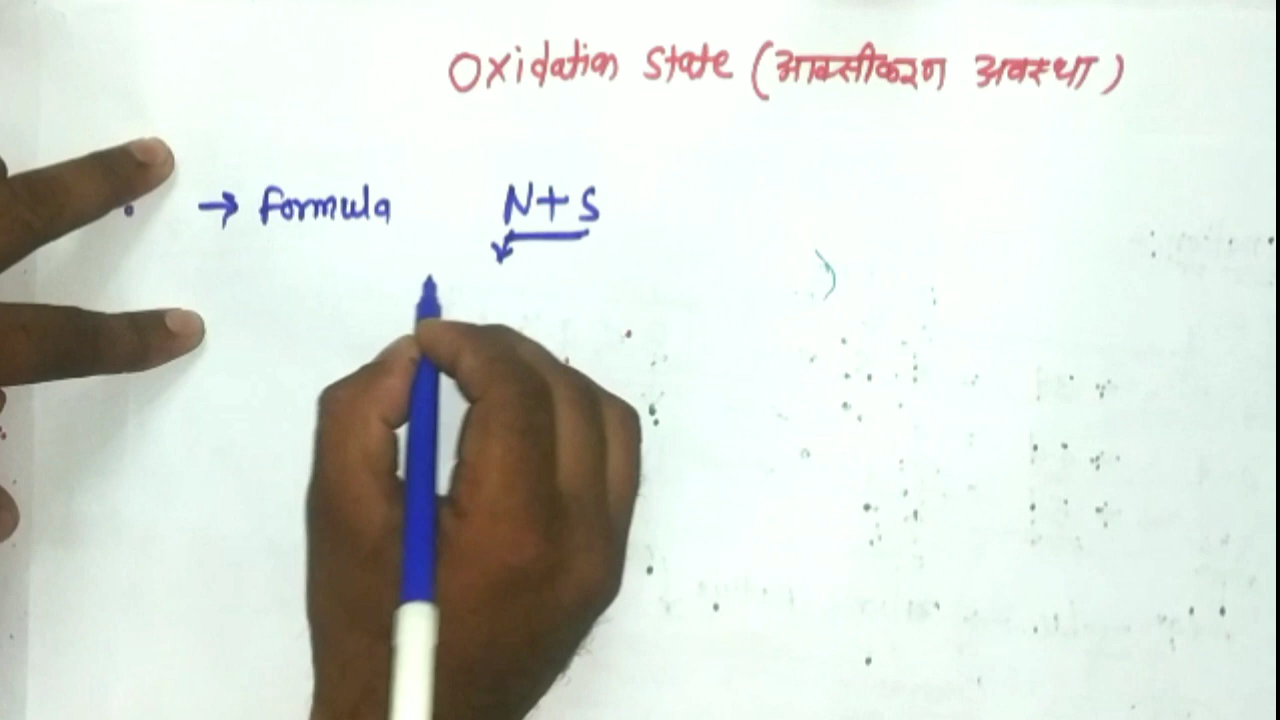 Oxidation State (आक्सीकरण अवस्था)
→ formula N+S